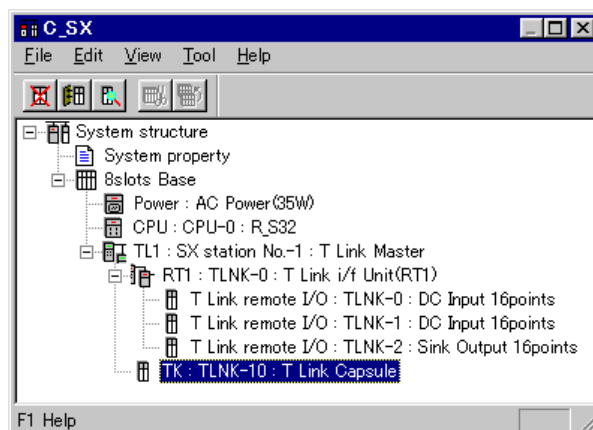 C_SX
File Edit View Tool Help
System structure
System property
8slots Base
Power : AC Power(35W)
CPU : CPU-0 : R_S32
TL1 : SX station No.-1 : T Link Master
RT1 : TLNK-0 : T Link i/f Unit(RT1)
T Link remote I/O : TLNK-0 : DC Input 16points
T Link remote I/O : TLNK-1 : DC Input 16points
T Link remote I/O : TLNK-2 : Sink Output 16points
TK : TLNK-10 : T Link Capsule
F1 Help